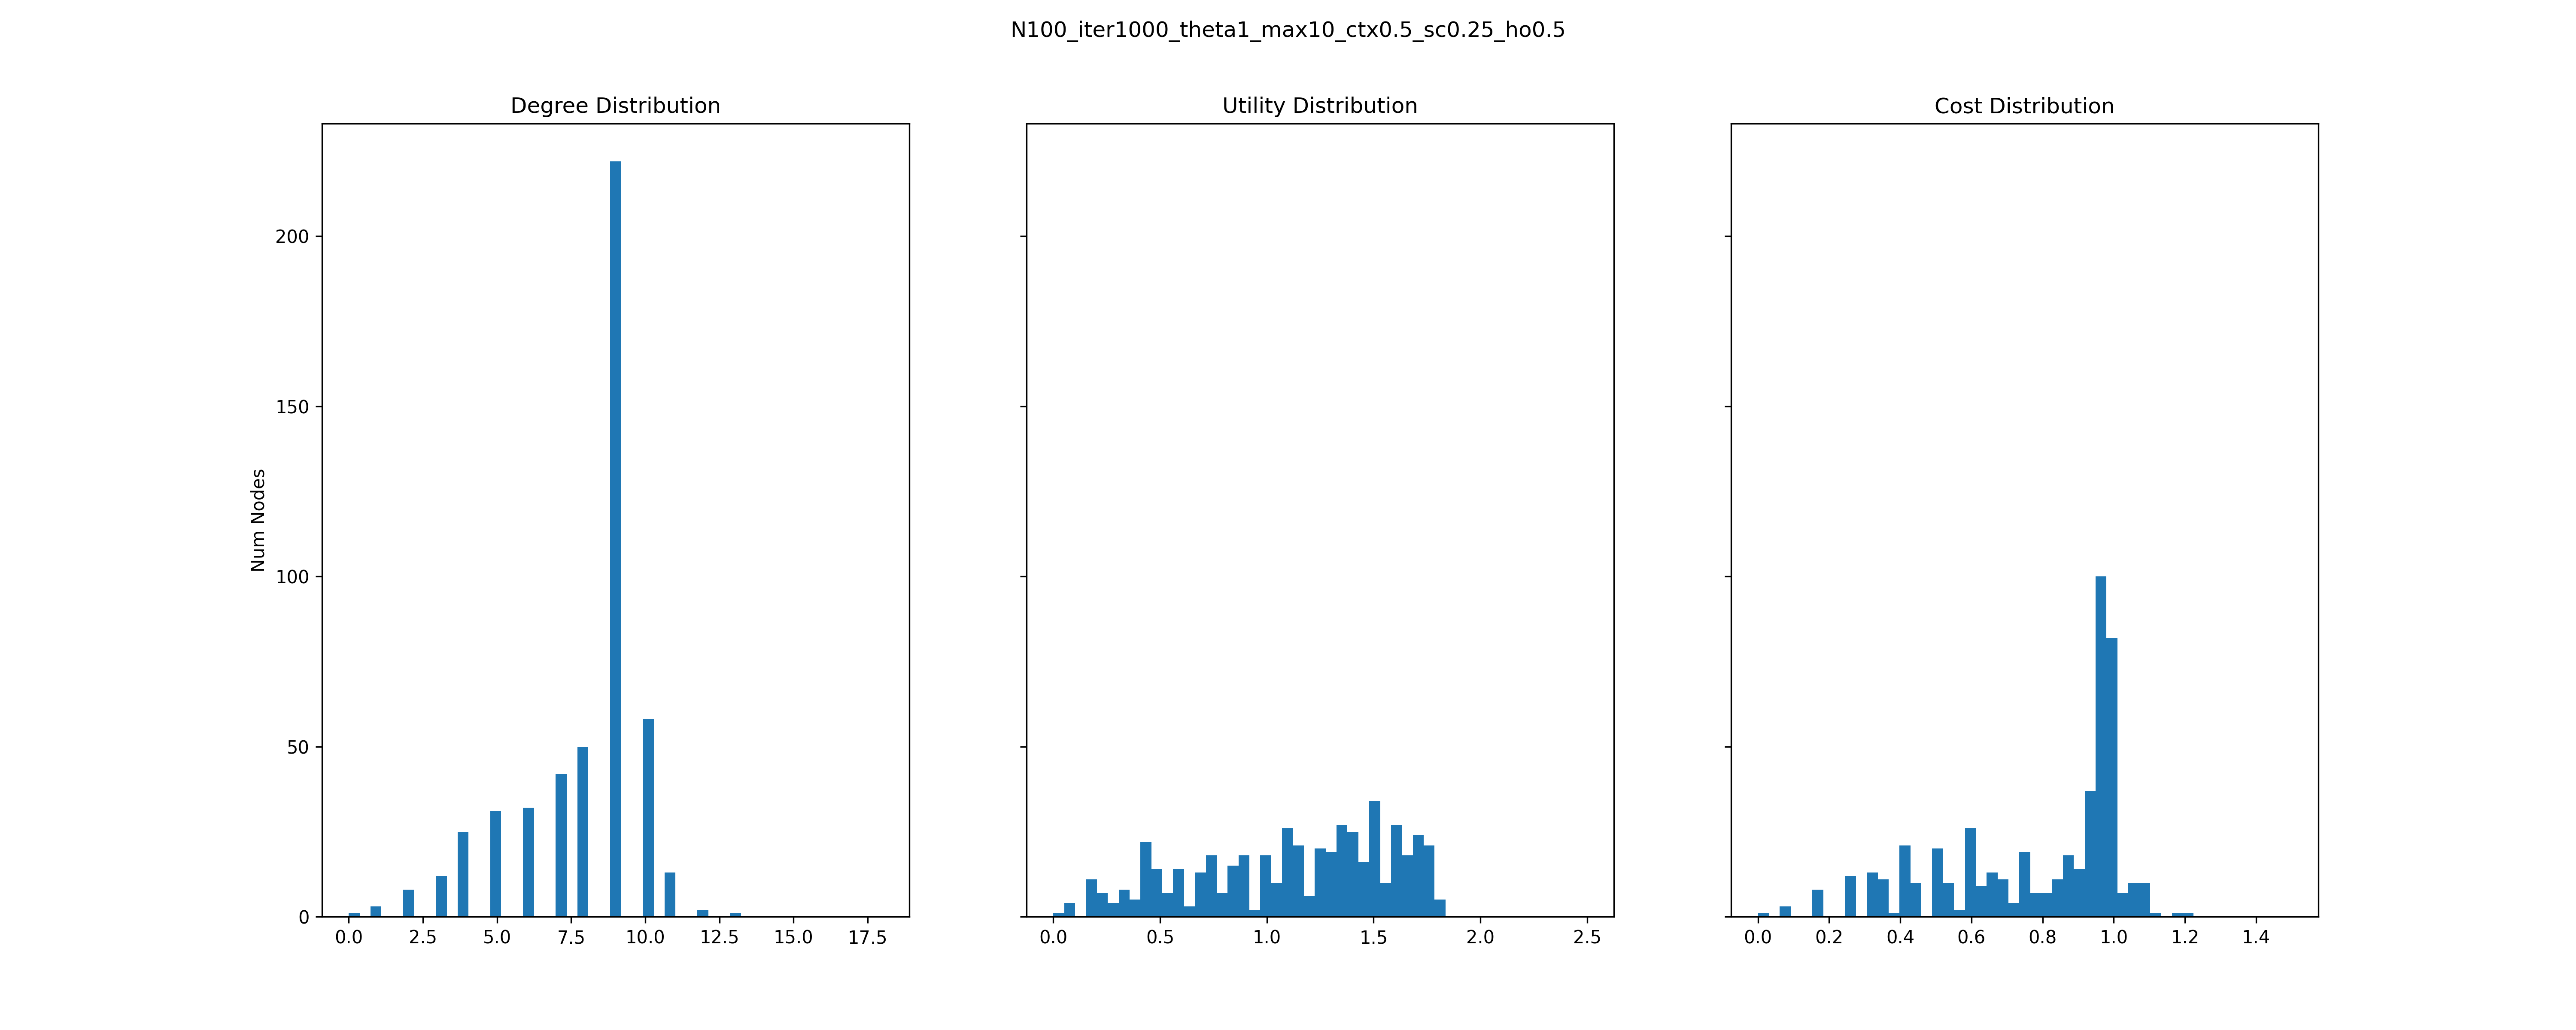 N100_iter1000_theta1_max10_ctx0.5_sc0.25_ho0.5
Degree Distribution
Utility Distribution
Cost Distribution
Num Nodes
200
150
100
50
0
0.0 2.5 5.0 7.5 10.0 12.5 15.0 17.5
0.0 0.5 1.0 1.5 2.0 2.5
0.0 0.2 0.4 0.6 0.8 1.0 1.2 1.4